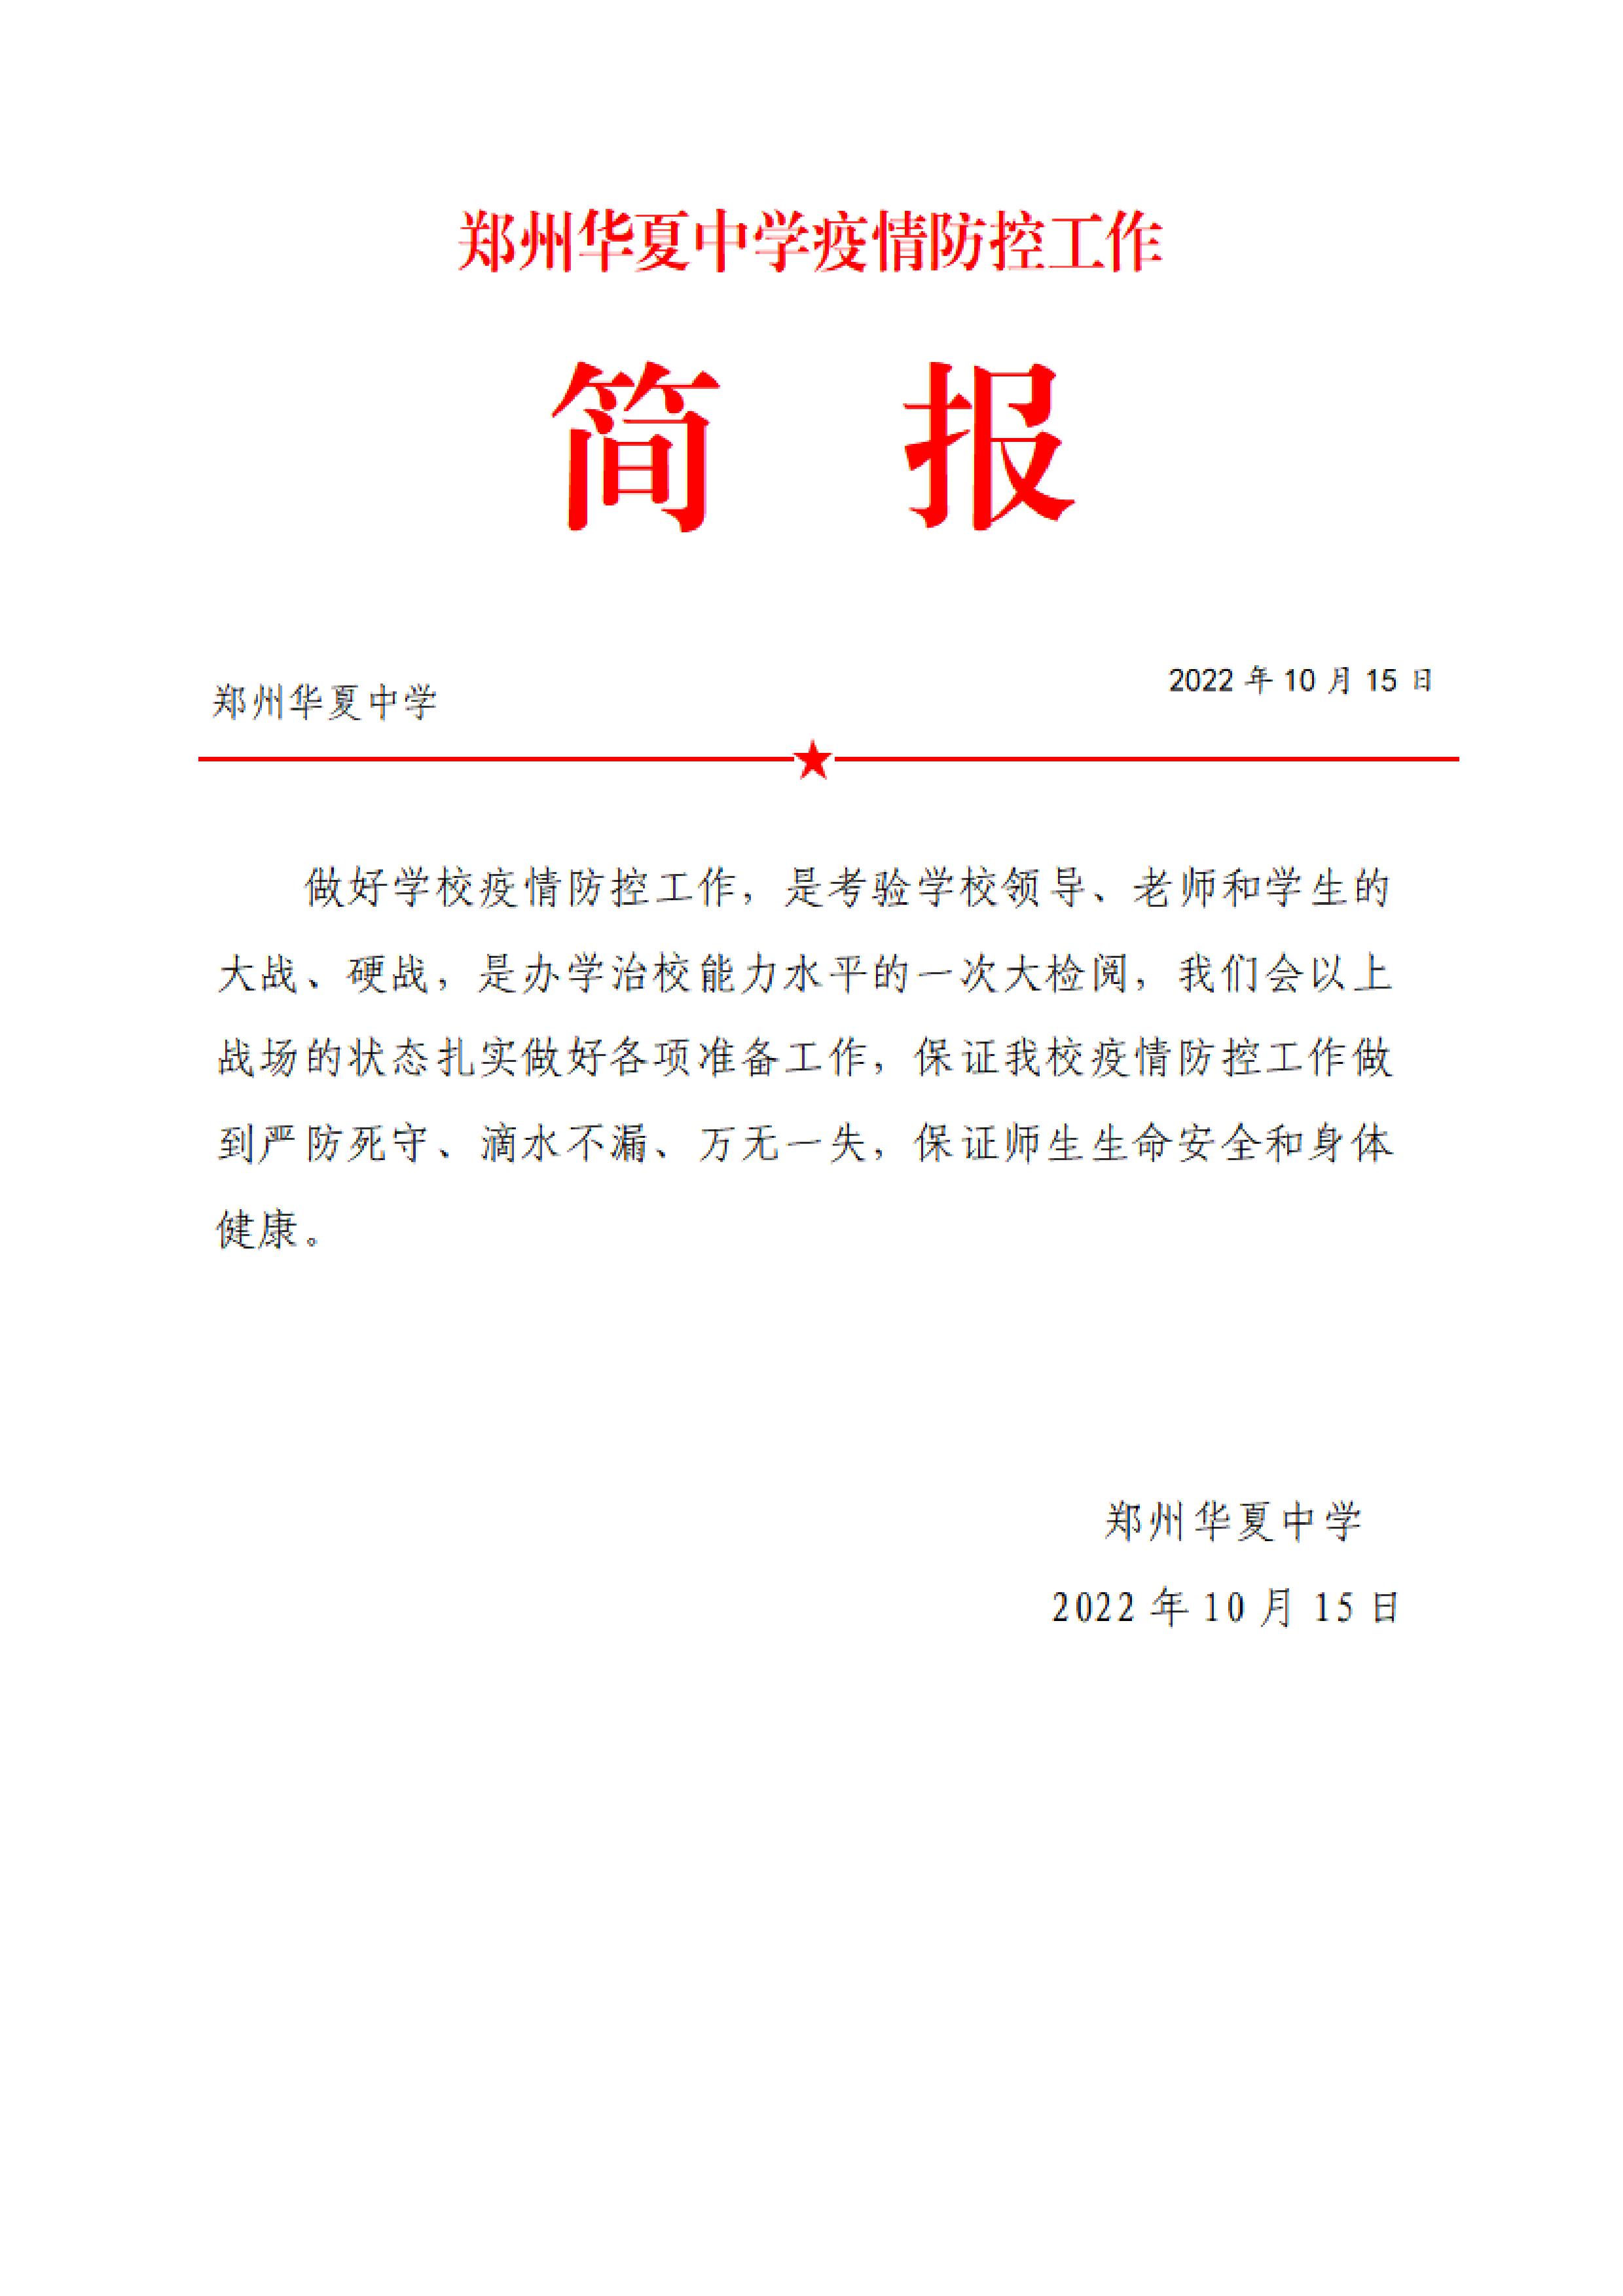 郑州华夏中学疫情防控工作
简 报
郑州华夏中学
2022 年 10 月 15 日
做好学校疫情防控工作，是考验学校领导、老师和学生的
大战、硬战，是办学治校能力水平的一次大检阅，我们会以上
战场的状态扎实做好各项准备工作，保证我校疫情防控工作做
到严防死守、滴水不漏、万无一失，保证师生生命安全和身体
健康。
郑州华夏中学
2022 年 10 月 15 日